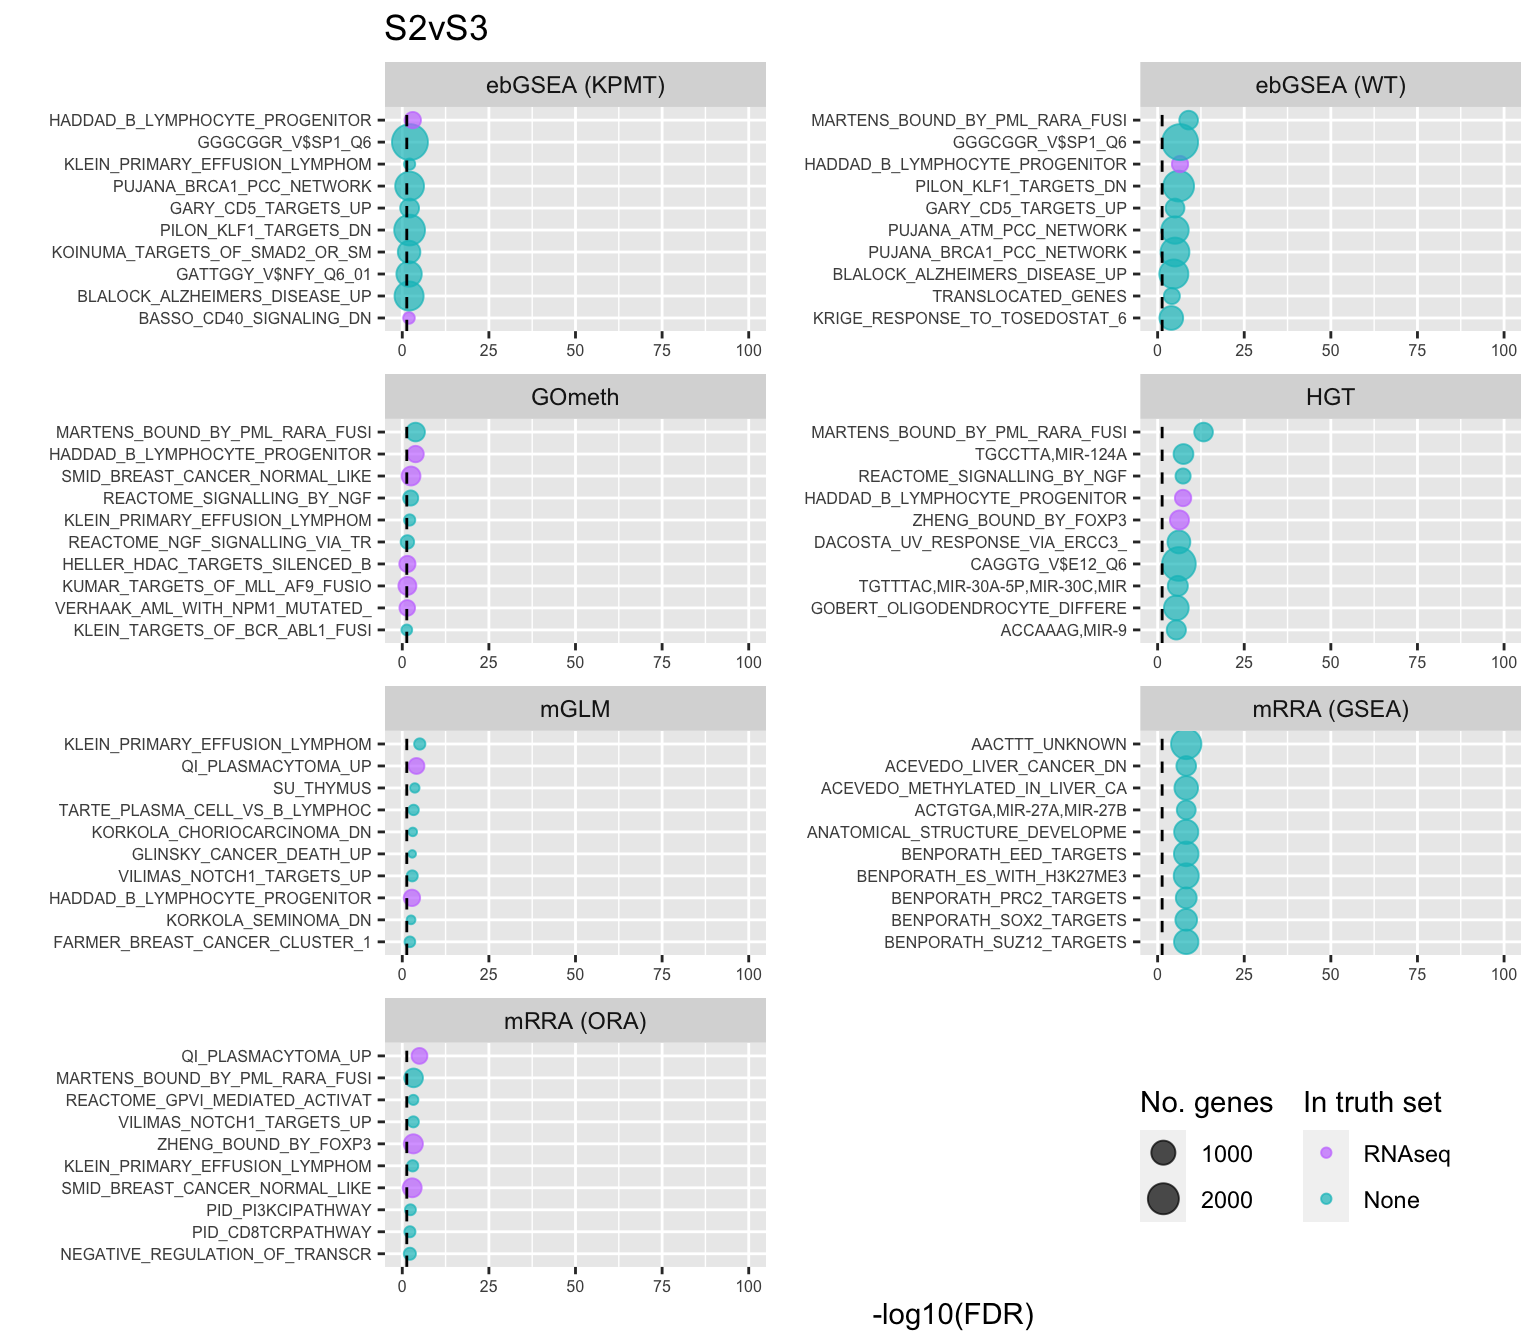 S2vS3
ebGSEA (KPMT)
HADDAD_B_LYMPHOCYTE_PROGENITOR
GGGCGGR_V$SP1_Q6
KLEIN_PRIMARY_EFFUSION_LYMPHOM
PUJANA_BRCA1_PCC_NETWORK
GARY_CD5_TARGETS_UP
PILON_KLF1_TARGETS_DN
KOINUMA_TARGETS_OF_SMAD2_OR_SM
GATTGGY_V$NFY_Q6_01
BLALOCK_ALZHEIMERS_DISEASE_UP
BASSO_CD40_SIGNALING_DN
0 25 50 75 100
ebGSEA (WT)
MARTENS_BOUND_BY_PML_RARA_FUSI
GGGCGGR_V$SP1_Q6
HADDAD_B_LYMPHOCYTE_PROGENITOR
PILON_KLF1_TARGETS_DN
GARY_CD5_TARGETS_UP
PUJANA_ATM_PCC_NETWORK
PUJANA_BRCA1_PCC_NETWORK
BLALOCK_ALZHEIMERS_DISEASE_UP
TRANSLOCATED_GENES
KRIGE_RESPONSE_TO_TOSEDOSTAT_6
0 25 50 75 100
GOmeth
MARTENS_BOUND_BY_PML_RARA_FUSI
HADDAD_B_LYMPHOCYTE_PROGENITOR
SMID_BREAST_CANCER_NORMAL_LIKE
REACTOME_SIGNALLING_BY_NGF
KLEIN_PRIMARY_EFFUSION_LYMPHOM
REACTOME_NGF_SIGNALLING_VIA_TR
HELLER_HDAC_TARGETS_SILENCED_B
KUMAR_TARGETS_OF_MLL_AF9_FUSIO
VERHAAK_AML_WITH_NPM1_MUTATED_
KLEIN_TARGETS_OF_BCR_ABL1_FUSI
0 25 50 75 100
HGT
MARTENS_BOUND_BY_PML_RARA_FUSI
TGCCTTA,MIR-124A
REACTOME_SIGNALLING_BY_NGF
HADDAD_B_LYMPHOCYTE_PROGENITOR
ZHENG_BOUND_BY_FOXP3
DACOSTA_UV_RESPONSE_VIA_ERCC3_
CAGGTG_V$E12_Q6
TGTTTAC,MIR-30A-5P,MIR-30C,MIR
GOBERT_OLIGODENDROCYTE_DIFFERE
ACCAAAG,MIR-9
0 25 50 75 100
mGLM
KLEIN_PRIMARY_EFFUSION_LYMPHOM
QI_PLASMACYTOMA_UP
SU_THYMUS
TARTE_PLASMA_CELL_VS_B_LYMPHOC
KORKOLA_CHORIOCARCINOMA_DN
GLINSKY_CANCER_DEATH_UP
VILIMAS_NOTCH1_TARGETS_UP
HADDAD_B_LYMPHOCYTE_PROGENITOR
KORKOLA_SEMINOMA_DN
FARMER_BREAST_CANCER_CLUSTER_1
0 25 50 75 100
mRRA (GSEA)
AACTTT_UNKNOWN
ACEVEDO_LIVER_CANCER_DN
ACEVEDO_METHYLATED_IN_LIVER_CA
ACTGTGA,MIR-27A,MIR-27B
ANATOMICAL_STRUCTURE_DEVELOPME
BENPORATH_EED_TARGETS
BENPORATH_ES_WITH_H3K27ME3
BENPORATH_PRC2_TARGETS
BENPORATH_SOX2_TARGETS
BENPORATH_SUZ12_TARGETS
0 25 50 75 100
mRRA (ORA)
QI_PLASMACYTOMA_UP
MARTENS_BOUND_BY_PML_RARA_FUSI
REACTOME_GPVI_MEDIATED_ACTIVAT
VILIMAS_NOTCH1_TARGETS_UP
ZHENG_BOUND_BY_FOXP3
KLEIN_PRIMARY_EFFUSION_LYMPHOM
SMID_BREAST_CANCER_NORMAL_LIKE
PID_PI3KCIPATHWAY
PID_CD8TCRPATHWAY
NEGATIVE_REGULATION_OF_TRANSCR
0 25 50 75 100
No. genes
1000
2000
In truth set
RNAseq
None
-log10(FDR)